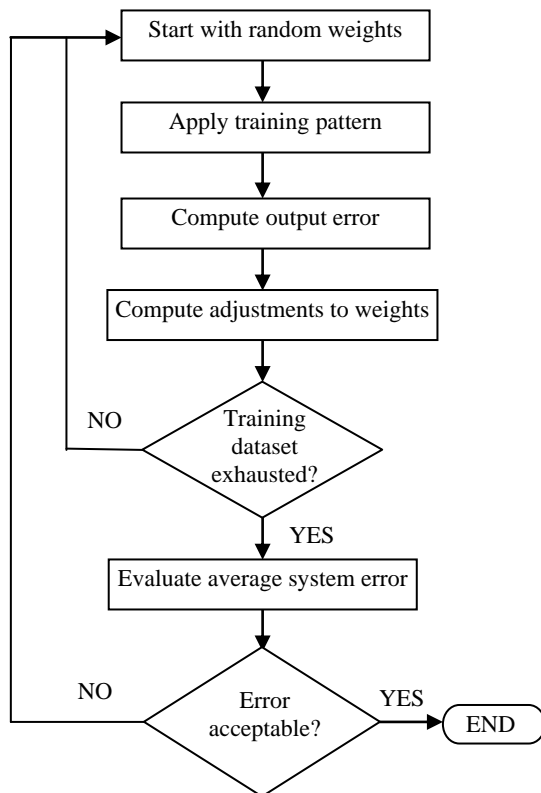 Start with random weights
Apply training pattern
Compute output error
Compute adjustments to weights
NO
Training
dataset
exhausted?
YES
Evaluate average system error
NO
Error
acceptable?
YES
END